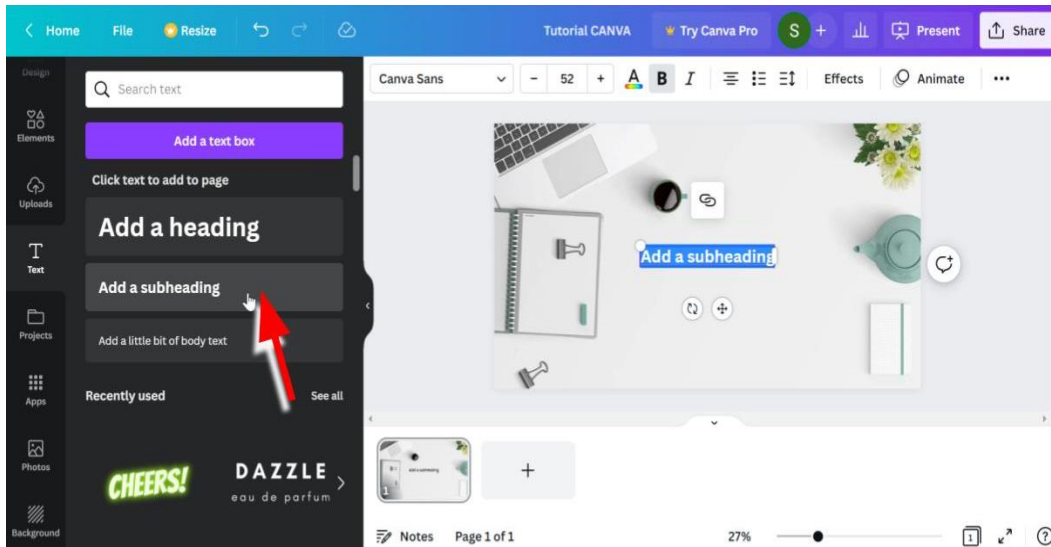 Home File Resize Tutorial CANVA Try Canva Pro S + Present Share
Design
Elements
Uploads
Text
Projects
Apps
Photos
Background
Search text
Add a text box
Click text to add to page
Add a heading
Add a subheading
Add a little bit of body text
Recently used See all
CHEERS!
DAZZLE
eau de parfum
Canva Sans - 52 + A B I Effects Animate
Add a subheading
Add a subheading
1
+
Notes Page 1 of 1 27% 1 ?